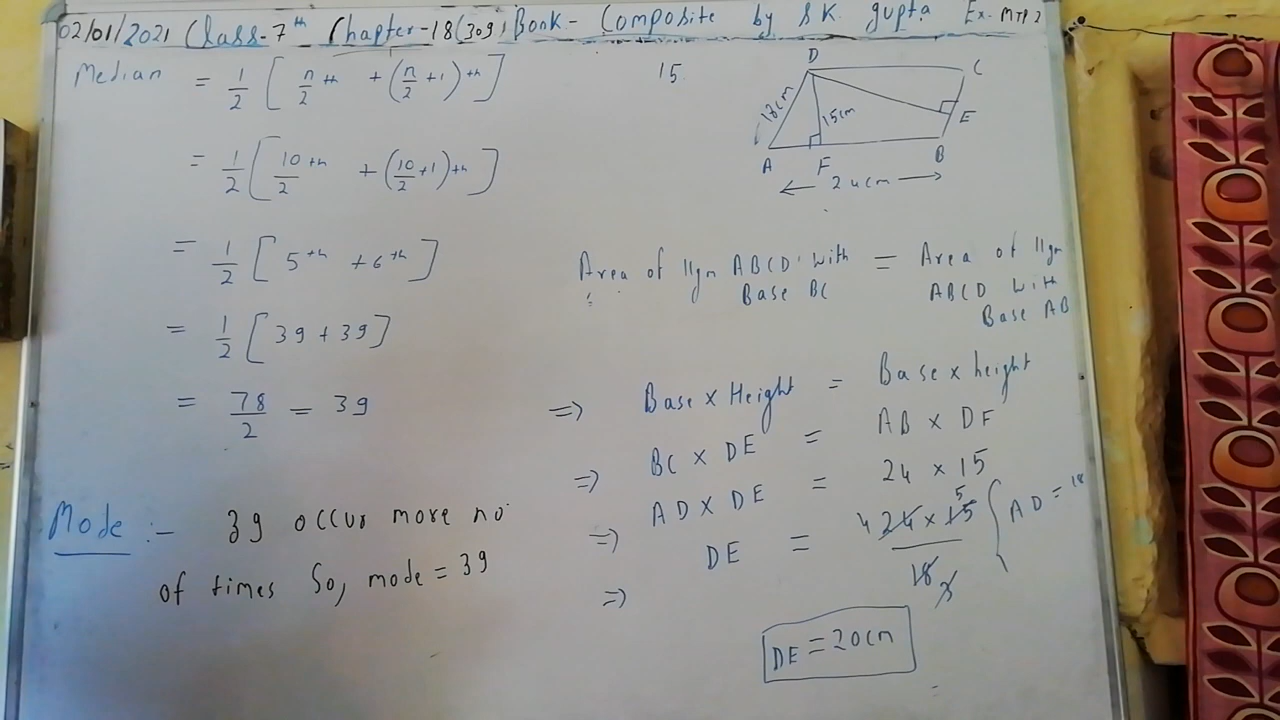 02/01/2021 Class-7th Chapter-18(39) Book- Composite by S K. gupta Ex. MTP 2
Median = 1/2 [ n/2 th + (n/2 + 1) th ]
= 1/2 [ 10/2 th + (10/2 + 1) th ]
= 1/2 [ 5th + 6th ]
= 1/2 [ 39 + 39 ]
= 78/2 = 39
Mode :- 39 occur more no
of times So, mode = 39
15
D C
18cm 15cm E
A F B
24cm
Area of llgm ABCD with = Area of llgm
Base BC ABCD with
Base AB
=> Base x Height = Base x height
=> BC x DE = AB x DF
=> AD x DE = 24 x 15
=> DE = 4 24 x 15 5 / 18 3 { AD = 18
DE = 20cm